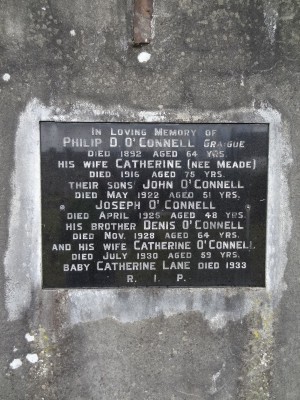 In Loving Memory of
Philip D. O'Connell Graigue
died 1892 aged 64 yrs.
his wife Catherine (nee Meade)
died 1916 aged 75 yrs.
their sons John O'Connell
died May 1922 aged 51 yrs.
Joseph O'Connell
died April 1925 aged 48 yrs.
his brother Denis O'Connell
died Nov. 1928 aged 64 yrs.
and his wife Catherine O'Connell
died July 1930 aged 59 yrs.
baby Catherine Lane died 1933
R. I. P.